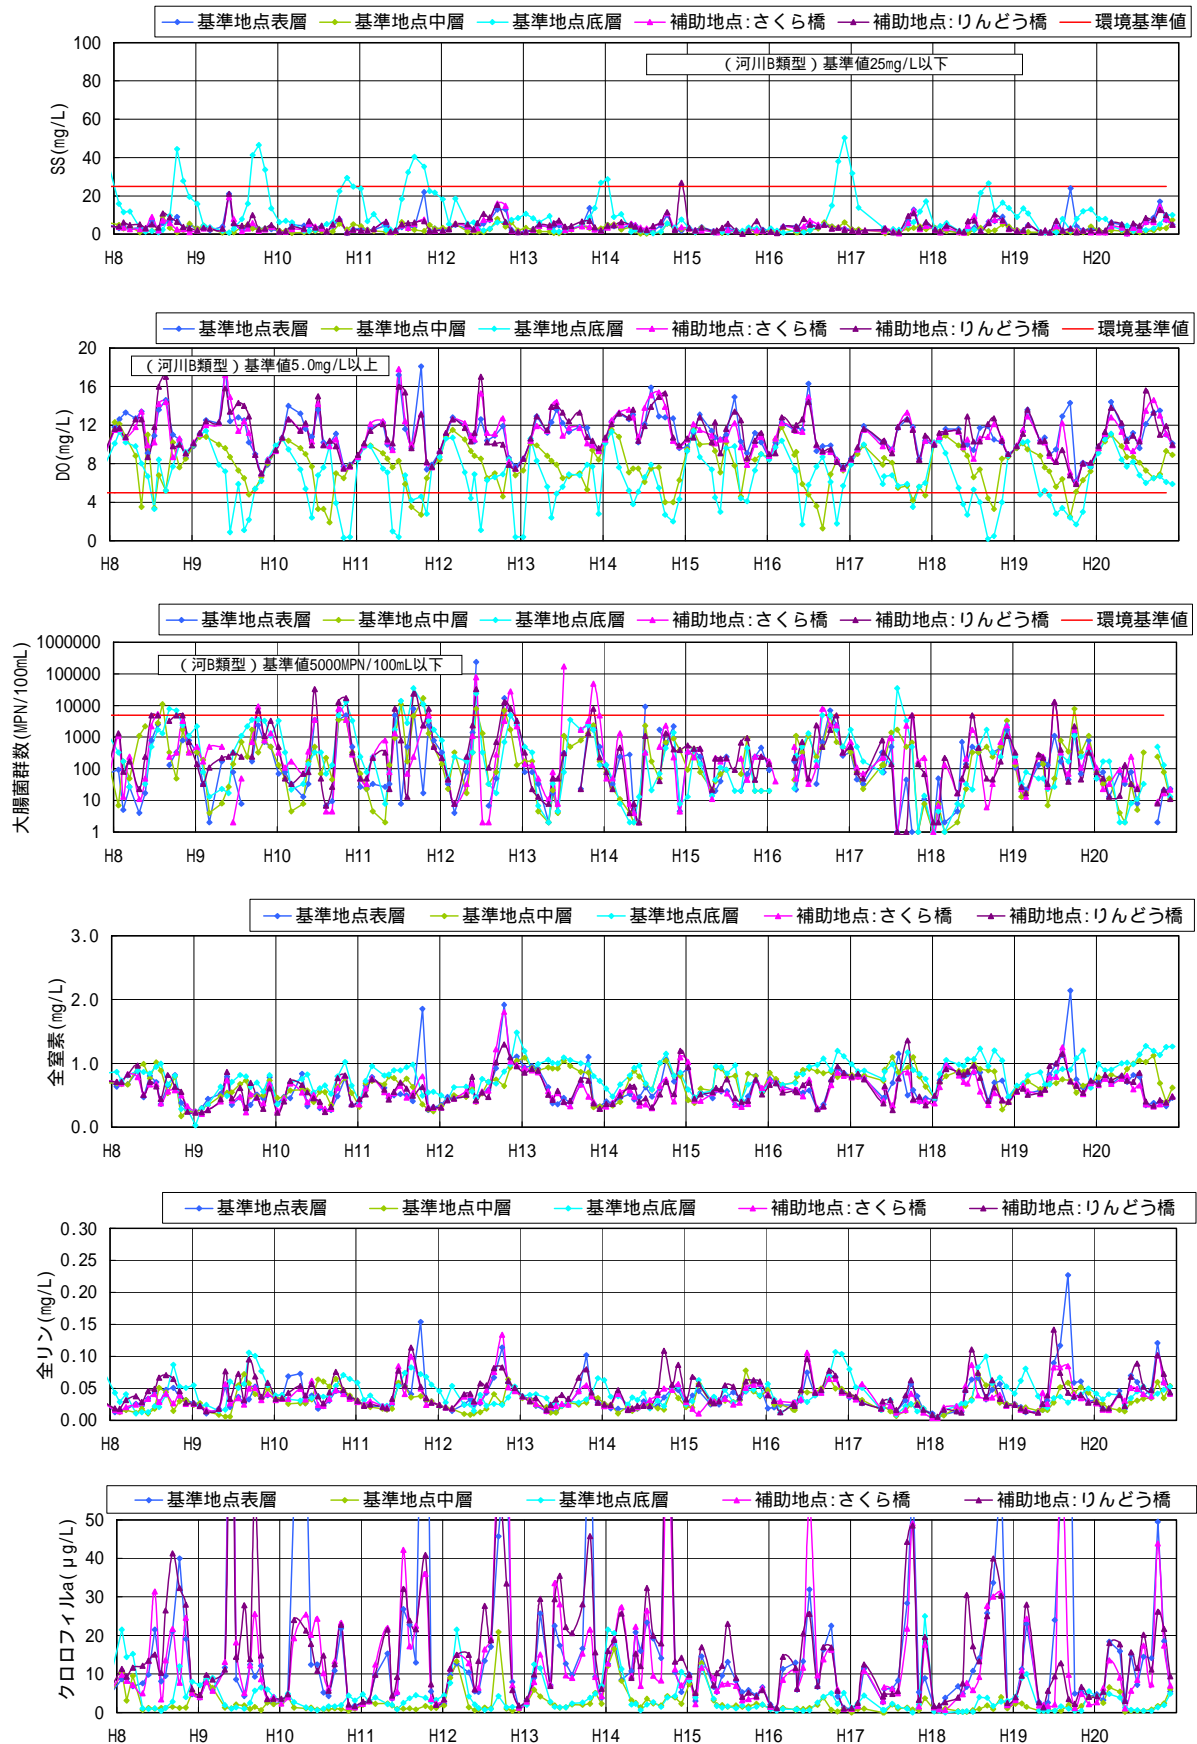 基準地点表層 基準地点中層 基準地点底層 補助地点:さくら橋 補助地点:りんどう橋 環境基準値
(河川B類型)基準値25mg/L以下
SS(mg/L)
100
80
60
40
20
0
H8 H9 H10 H11 H12 H13 H14 H15 H16 H17 H18 H19 H20
基準地点表層 基準地点中層 基準地点底層 補助地点:さくら橋 補助地点:りんどう橋 環境基準値
(河川B類型)基準値5.0mg/L以上
DO(mg/L)
20
16
12
8
4
0
H8 H9 H10 H11 H12 H13 H14 H15 H16 H17 H18 H19 H20
基準地点表層 基準地点中層 基準地点底層 補助地点:さくら橋 補助地点:りんどう橋 環境基準値
(河B類型)基準値5000MPN/100mL以下
大腸菌群数(MPN/100mL)
1000000
100000
10000
1000
100
10
1
H8 H9 H10 H11 H12 H13 H14 H15 H16 H17 H18 H19 H20
基準地点表層 基準地点中層 基準地点底層 補助地点:さくら橋 補助地点:りんどう橋
全窒素(mg/L)
3.0
2.0
1.0
0.0
H8 H9 H10 H11 H12 H13 H14 H15 H16 H17 H18 H19 H20
基準地点表層 基準地点中層 基準地点底層 補助地点:さくら橋 補助地点:りんどう橋
全リン(mg/L)
0.30
0.25
0.20
0.15
0.10
0.05
0.00
H8 H9 H10 H11 H12 H13 H14 H15 H16 H17 H18 H19 H20
基準地点表層 基準地点中層 基準地点底層 補助地点:さくら橋 補助地点:りんどう橋
クロロフィルa(μg/L)
50
40
30
20
10
0
H8 H9 H10 H11 H12 H13 H14 H15 H16 H17 H18 H19 H20